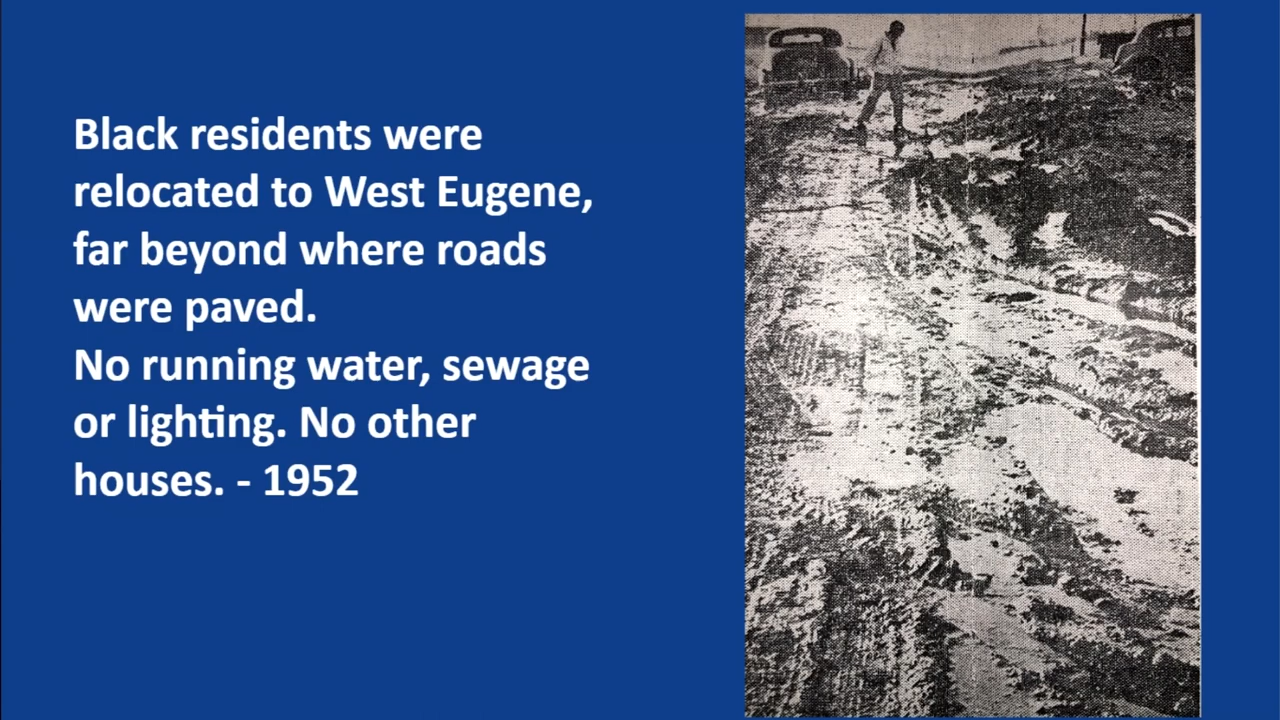 Black residents were
relocated to West Eugene,
far beyond where roads
were paved.
No running water, sewage
or lighting. No other
houses. - 1952